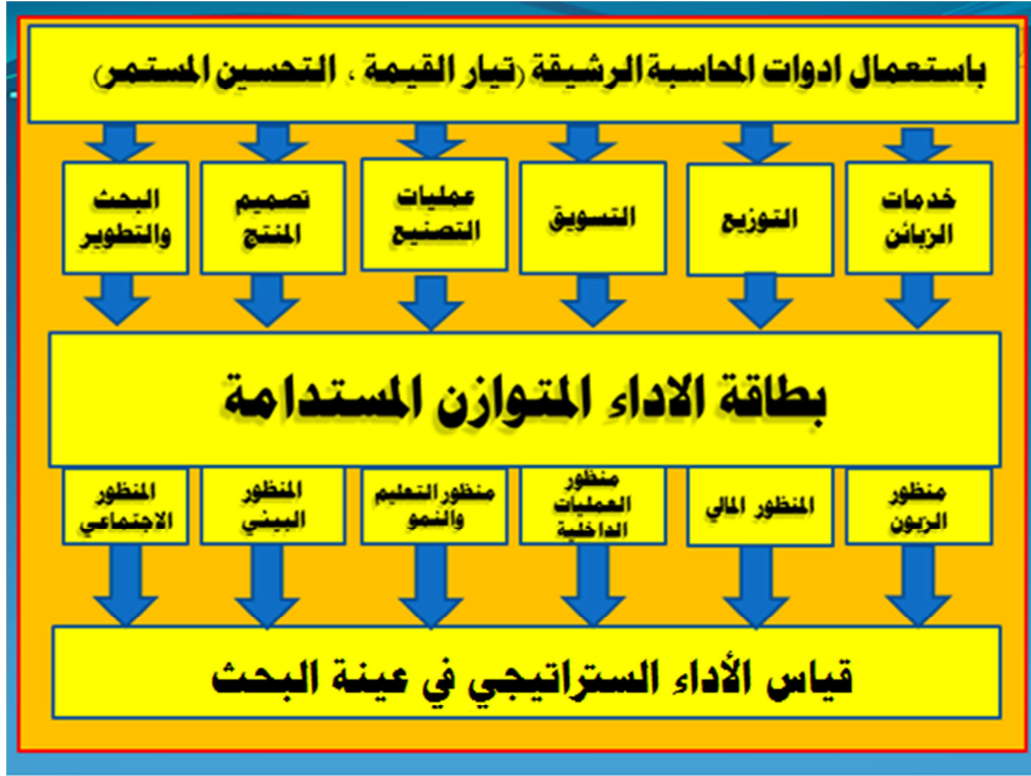 باستعمال ادوات المحاسبة الرشيقة (تيار القيمة ، التحسين المستمر)
خدمات
الزبائن
التوزيع
التسويق
عمليات
التصنيع
تصميم
المنتج
البحث
والتطوير
بطاقة الاداء المتوازن المستدامة
منظور
الزبون
المنظور المالي
منظور
العمليات
الداخلية
منظور التعليم
والنمو
المنظور
البيئي
المنظور
الاجتماعي
قياس الأداء الستراتيجي في عينة البحث